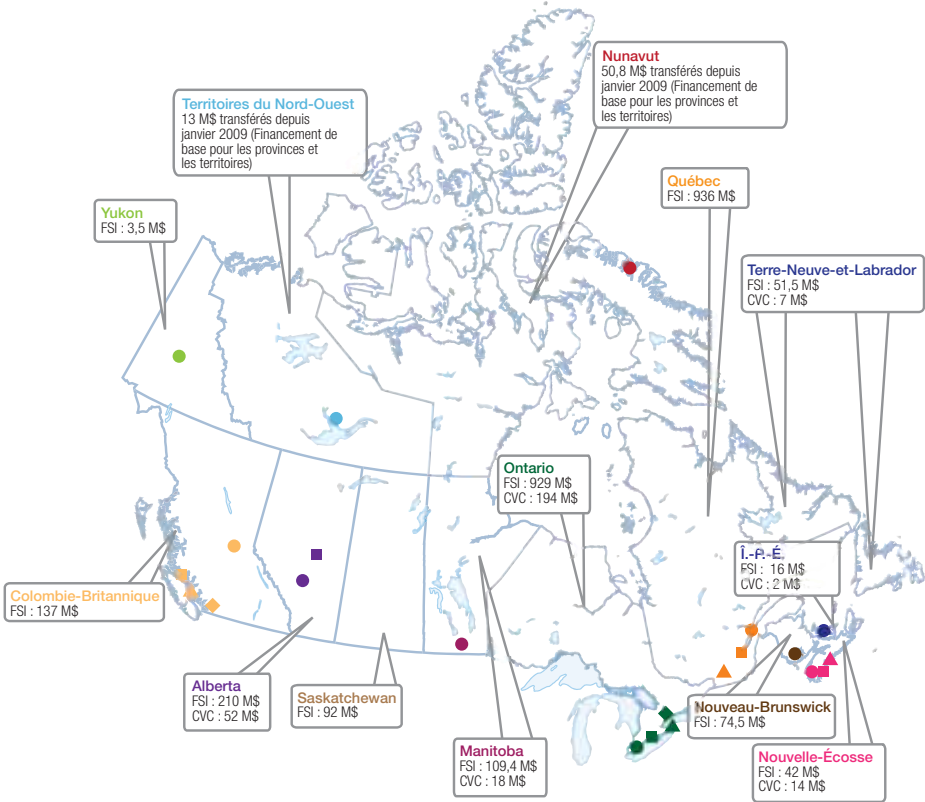 Nunavut
50,8 M$ transférés depuis
janvier 2009 (Financement de
base pour les provinces et
les territoires)
Territoires du Nord-Ouest
13 M$ transférés depuis
janvier 2009 (Financement de
base pour les provinces et
les territoires)
Québec
FSI : 936 M$
Yukon
FSI : 3,5 M$
Terre-Neuve-et-Labrador
FSI : 51,5 M$
CVC : 7 M$
Ontario
FSI : 929 M$
CVC : 194 M$
Î.-P.-É.
FSI : 16 M$
CVC : 2 M$
Colombie-Britannique
FSI : 137 M$
Alberta
FSI : 210 M$
CVC : 52 M$
Saskatchewan
FSI : 92 M$
Nouveau-Brunswick
FSI : 74,5 M$
Manitoba
FSI : 109,4 M$
CVC : 18 M$
Nouvelle-Écosse
FSI : 42 M$
CVC : 14 M$